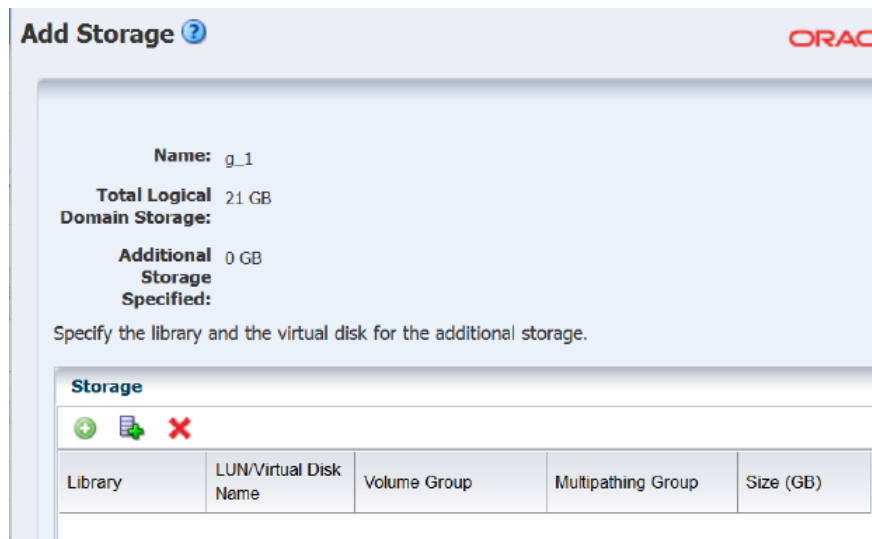 Add Storage
ORAC
Name: g_1
Total Logical 21 GB
Domain Storage:
Additional 0 GB
Storage
Specified:
Specify the library and the virtual disk for the additional storage.
Storage
Library LUN/Virtual Disk Name Volume Group Multipathing Group Size (GB)